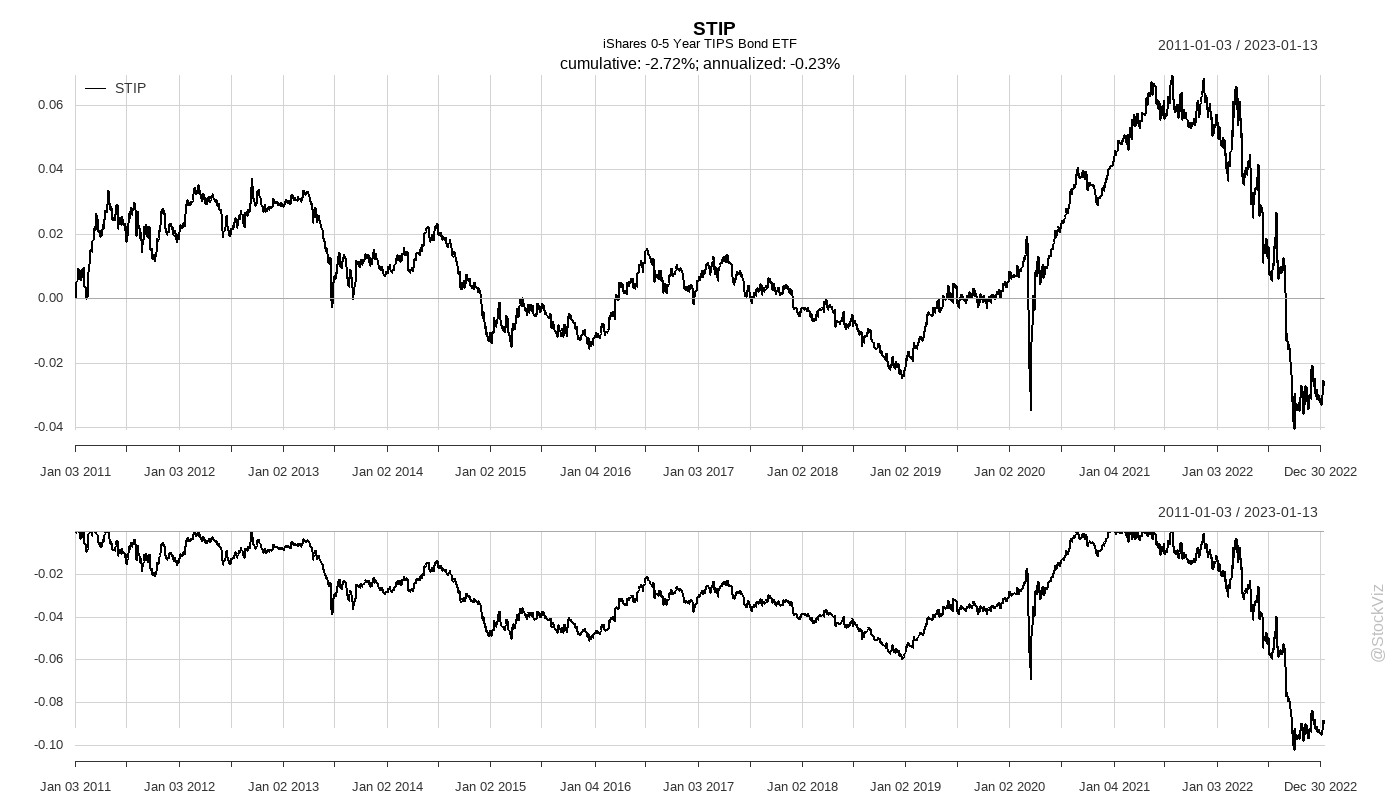 STIP
iShares 0-5 Year TIPS Bond ETF
cumulative: -2.72%; annualized: -0.23%
2011-01-03 / 2023-01-13
STIP
0.06
0.04
0.02
0.00
-0.02
-0.04
Jan 03 2011 Jan 03 2012 Jan 02 2013 Jan 02 2014 Jan 02 2015 Jan 04 2016 Jan 03 2017 Jan 02 2018 Jan 02 2019 Jan 02 2020 Jan 04 2021 Jan 03 2022 Dec 30 2022
2011-01-03 / 2023-01-13
-0.02
-0.04
-0.06
-0.08
-0.10
Jan 03 2011 Jan 03 2012 Jan 02 2013 Jan 02 2014 Jan 02 2015 Jan 04 2016 Jan 03 2017 Jan 02 2018 Jan 02 2019 Jan 02 2020 Jan 04 2021 Jan 03 2022 Dec 30 2022
@StockViz